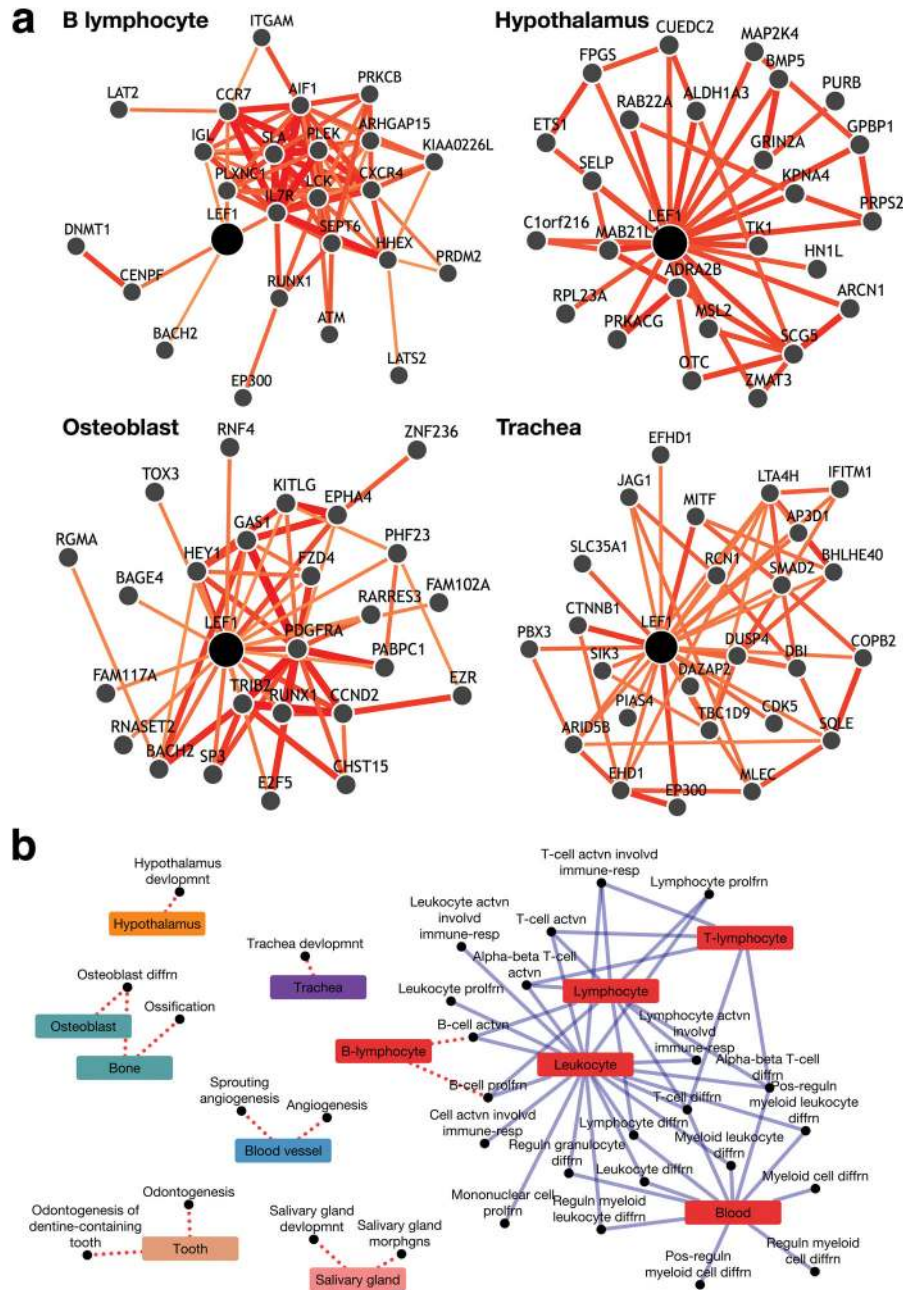 a
B lymphocyte
ITGAM
LAT2
CCR7
AIF1
PRKCB
IGL
SLA
PLEK
ARHGAP15
KIAA0226L
PLXNC1
LCK
CXCR4
IL7R
LEF1
SEPT6
DNMT1
HHEX
CENPF
RUNX1
PRDM2
BACH2
ATM
LATS2
EP300
Hypothalamus
CUEDC2
MAP2K4
FPGS
BMP5
PURB
RAB22A
ALDH1A3
ETS1
GRIN2A
GPBP1
SELP
KPNA4
LEF1
PRPS2
C1orf216
MAB21L1
TK1
HN1L
ADRA2B
RPL23A
MSL2
ARCN1
PRKACG
SCG5
OTC
ZMAT3
Osteoblast
RNF4
ZNF236
TOX3
KITLG
EPHA4
GAS1
RGMA
HEY1
FZD4
PHF23
BAGE4
RARRES3
FAM102A
LEF1
PDGFRA
PABPC1
FAM117A
TRIB2
RUNX1
CCND2
EZR
RNASET2
BACH2
SP3
E2F5
CHST15
Trachea
EFHD1
JAG1
LTA4H
IFITM1
MITF
AP3D1
SLC35A1
RCN1
SMAD2
BHLHE40
CTNNB1
LEF1
PBX3
DUSP4
COPB2
SIK3
DAZAP2
DBI
PIAS4
TBC1D9
CDK5
ARID5B
SQLE
EHD1
MLEC
EP300
b
Hypothalamus
devlopmnt
Hypothalamus
Osteoblast diffrn
Ossification
Osteoblast
Bone
Trachea devlopmnt
Trachea
Sprouting
angiogenesis
Angiogenesis
Blood vessel
Odontogenesis
Odontogenesis of
dentine-containing
tooth
Tooth
Salivary gland
devlopmnt
Salivary gland
morphgns
Salivary gland
T-cell actvn involvd
immune-resp
Lymphocyte prolfrn
Leukocyte actvn
involvd
immune-resp
T-cell actvn
T-lymphocyte
Alpha-beta T-cell
actvn
Lymphocyte
Leukocyte prolfrn
Lymphocyte actvn
involvd
immune-resp
B-cell actvn
B-lymphocyte
Leukocyte
Alpha-beta T-cell
diffrn
B-cell prolfrn
T-cell diffrn
Pos-reguln
myeloid leukocyte
diffrn
Cell actvn involvd
immune-resp
Lymphocyte diffrn
Myeloid leukocyte
diffrn
Reguln granulocyte
diffrn
Leukocyte diffrn
Myeloid cell diffrn
Mononuclear cell
prolfrn
Reguln myeloid
leukocyte diffrn
Blood
Pos-reguln
myeloid cell diffrn
Reguln myeloid
cell diffrn